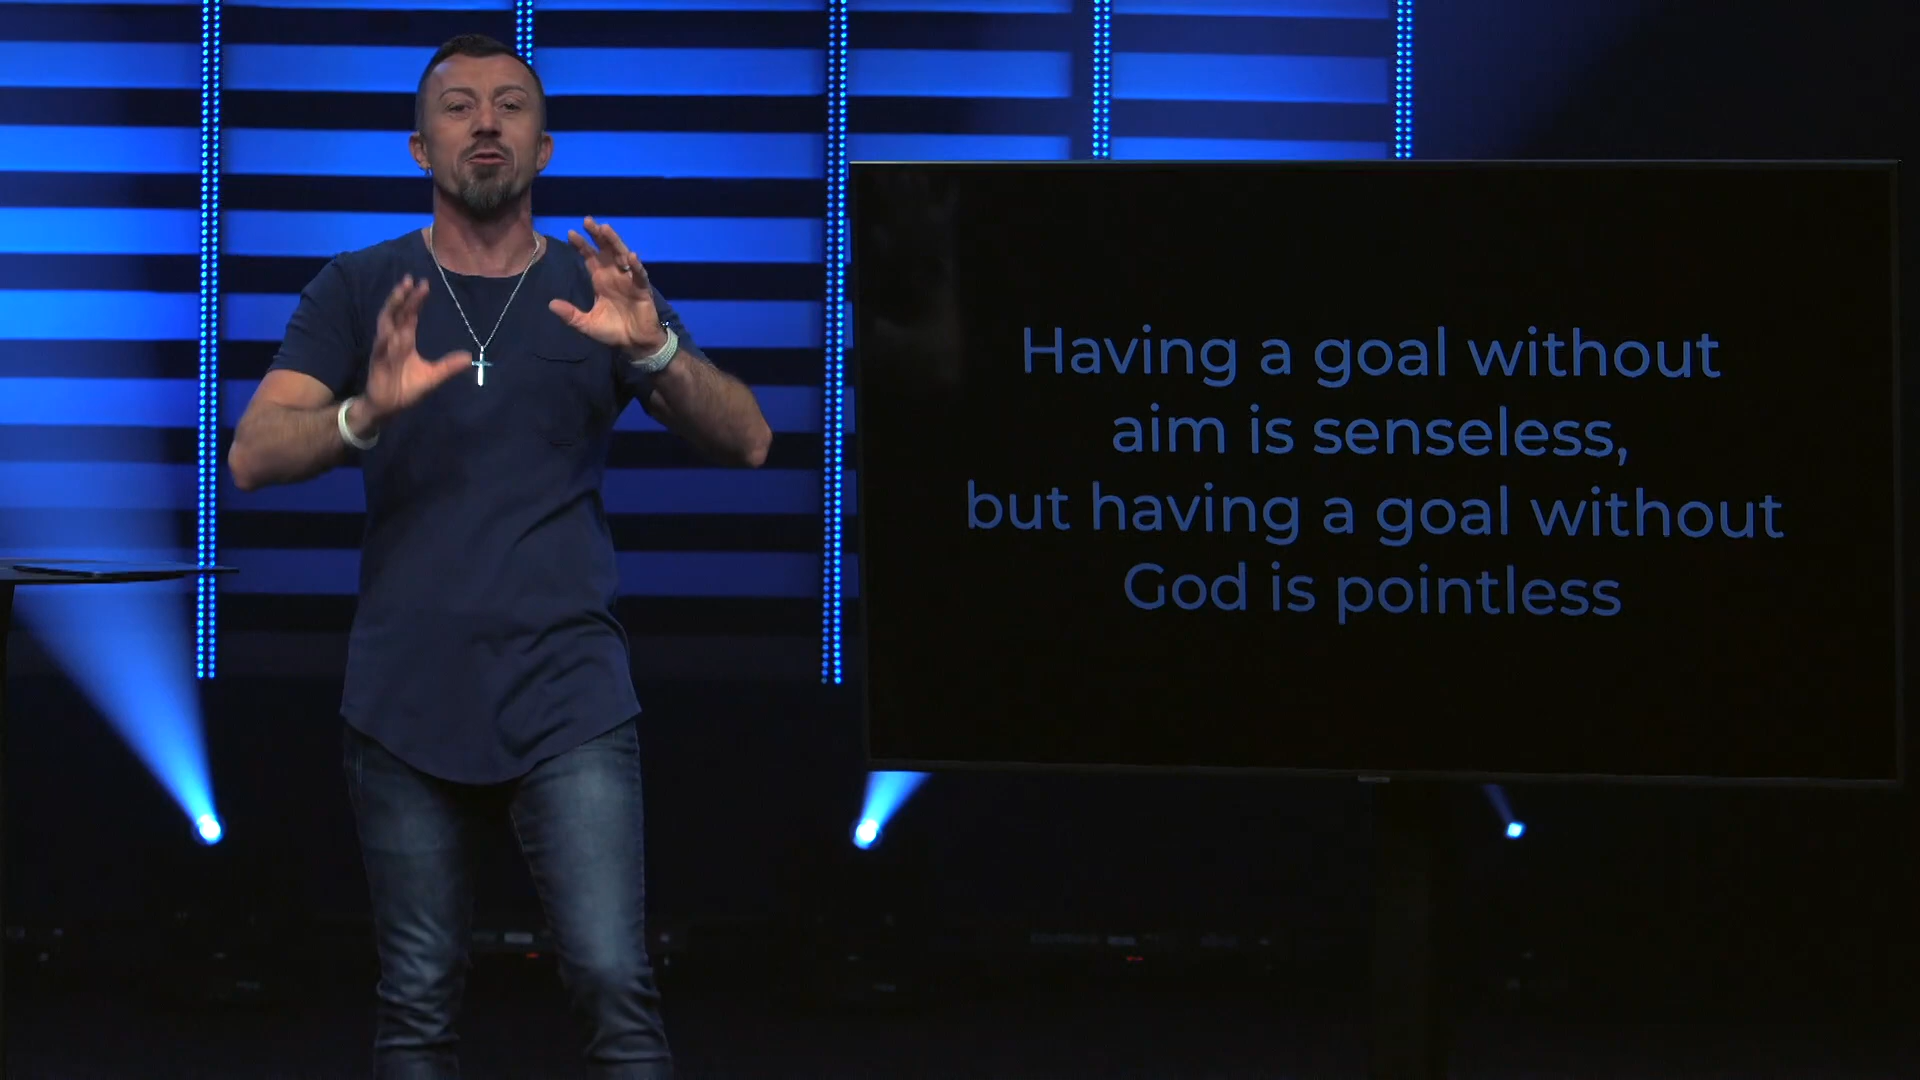 Having a goal without
aim is senseless,
but having a goal without
God is pointless